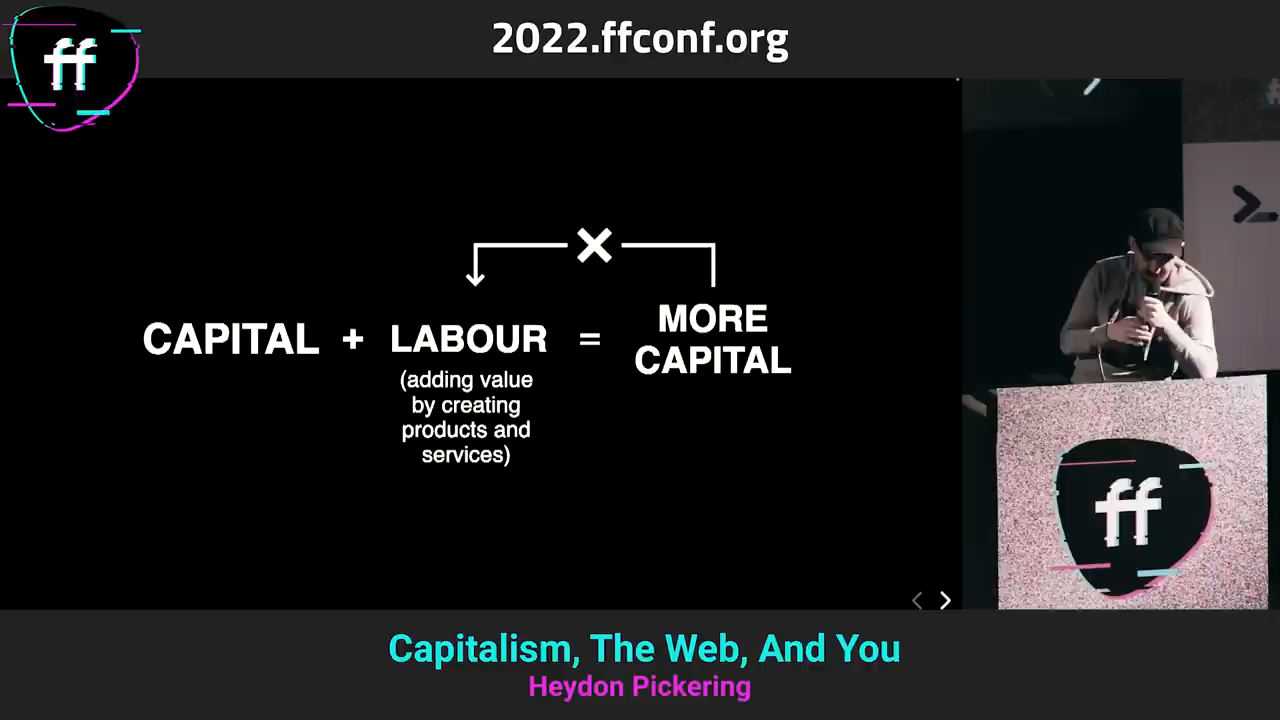 2022.ffconf.org
ff
CAPITAL + LABOUR = MORE CAPITAL
(adding value
by creating
products and
services)
ff
Capitalism, The Web, And You
Heydon Pickering